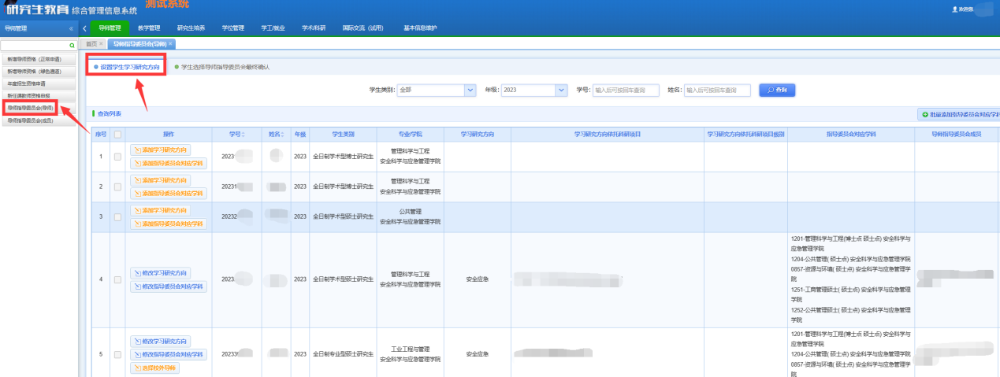 测试系统
研究生教育 综合管理信息系统
欢迎您
导师管理 «
导师管理 教学管理 研究生培养 学位管理 学工/就业 学术/科研 国际交流（试用） 基本信息维护
首页 × 导师指导委员会(导师) ×
新增导师资格（正常申请）
新增导师资格（绿色通道）
年度招生资格申请
新任课教师资格申报
导师指导委员会(导师)
导师指导委员会(成员)
设置学生学习研究方向 学生选择导师指导委员会最终确认
学生类别: 全部 年级: 2023 学号: 输入后可按回车查询 姓名: 输入后可按回车查询 查询
查询列表
批量添加指导委员会对应学科
序号 操作 学号 姓名 年级 学生类别 专业/学院 学习研究方向 学习研究方向依托科研项目 学习研究方向依托科研项目级别 指导委员会对应学科 导师指导委员会成员
1 添加学习研究方向 添加指导委员会对应学科 2023 2023 全日制学术型博士研究生 管理科学与工程 安全科学与应急管理学院
2 添加学习研究方向 添加指导委员会对应学科 20231 2023 全日制学术型博士研究生 管理科学与工程 安全科学与应急管理学院
3 添加学习研究方向 添加指导委员会对应学科 20232 2023 全日制学术型硕士研究生 公共管理 安全科学与应急管理学院
4 修改学习研究方向 修改指导委员会对应学科 2023 2023 全日制学术型硕士研究生 管理科学与工程 安全科学与应急管理学院 安全应急
1201-管理科学与工程(博士点 硕士点) 安全科学与
应急管理学院
1204-公共管理( 硕士点) 安全科学与应急管理学院
0857-资源与环境( 硕士点) 安全科学与应急管理学
院
1251-工商管理硕士( 硕士点) 安全科学与应急管理
学院
1252-公共管理硕士( 硕士点) 安全科学与应急管理
学院
5 修改学习研究方向 修改指导委员会对应学科 选择校外导师 20233 2023 全日制专业型硕士研究生 工业工程与管理 安全科学与应急管理学院 安全应急
1201-管理科学与工程(博士点 硕士点) 安全科学与
应急管理学院
1204-公共管理( 硕士点) 安全科学与应急管理学院
0857-资源与环境( 硕士点) 安全科学与应急管理学
院